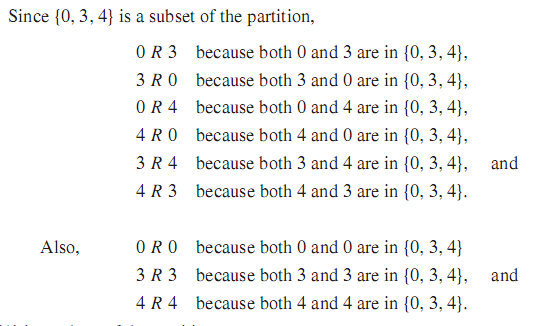 Since {0, 3, 4} is a subset of the partition,
0 R 3 because both 0 and 3 are in {0, 3, 4},
3 R 0 because both 3 and 0 are in {0, 3, 4},
0 R 4 because both 0 and 4 are in {0, 3, 4},
4 R 0 because both 4 and 0 are in {0, 3, 4},
3 R 4 because both 3 and 4 are in {0, 3, 4}, and
4 R 3 because both 4 and 3 are in {0, 3, 4}.
Also, 0 R 0 because both 0 and 0 are in {0, 3, 4}
3 R 3 because both 3 and 3 are in {0, 3, 4}, and
4 R 4 because both 4 and 4 are in {0, 3, 4}.